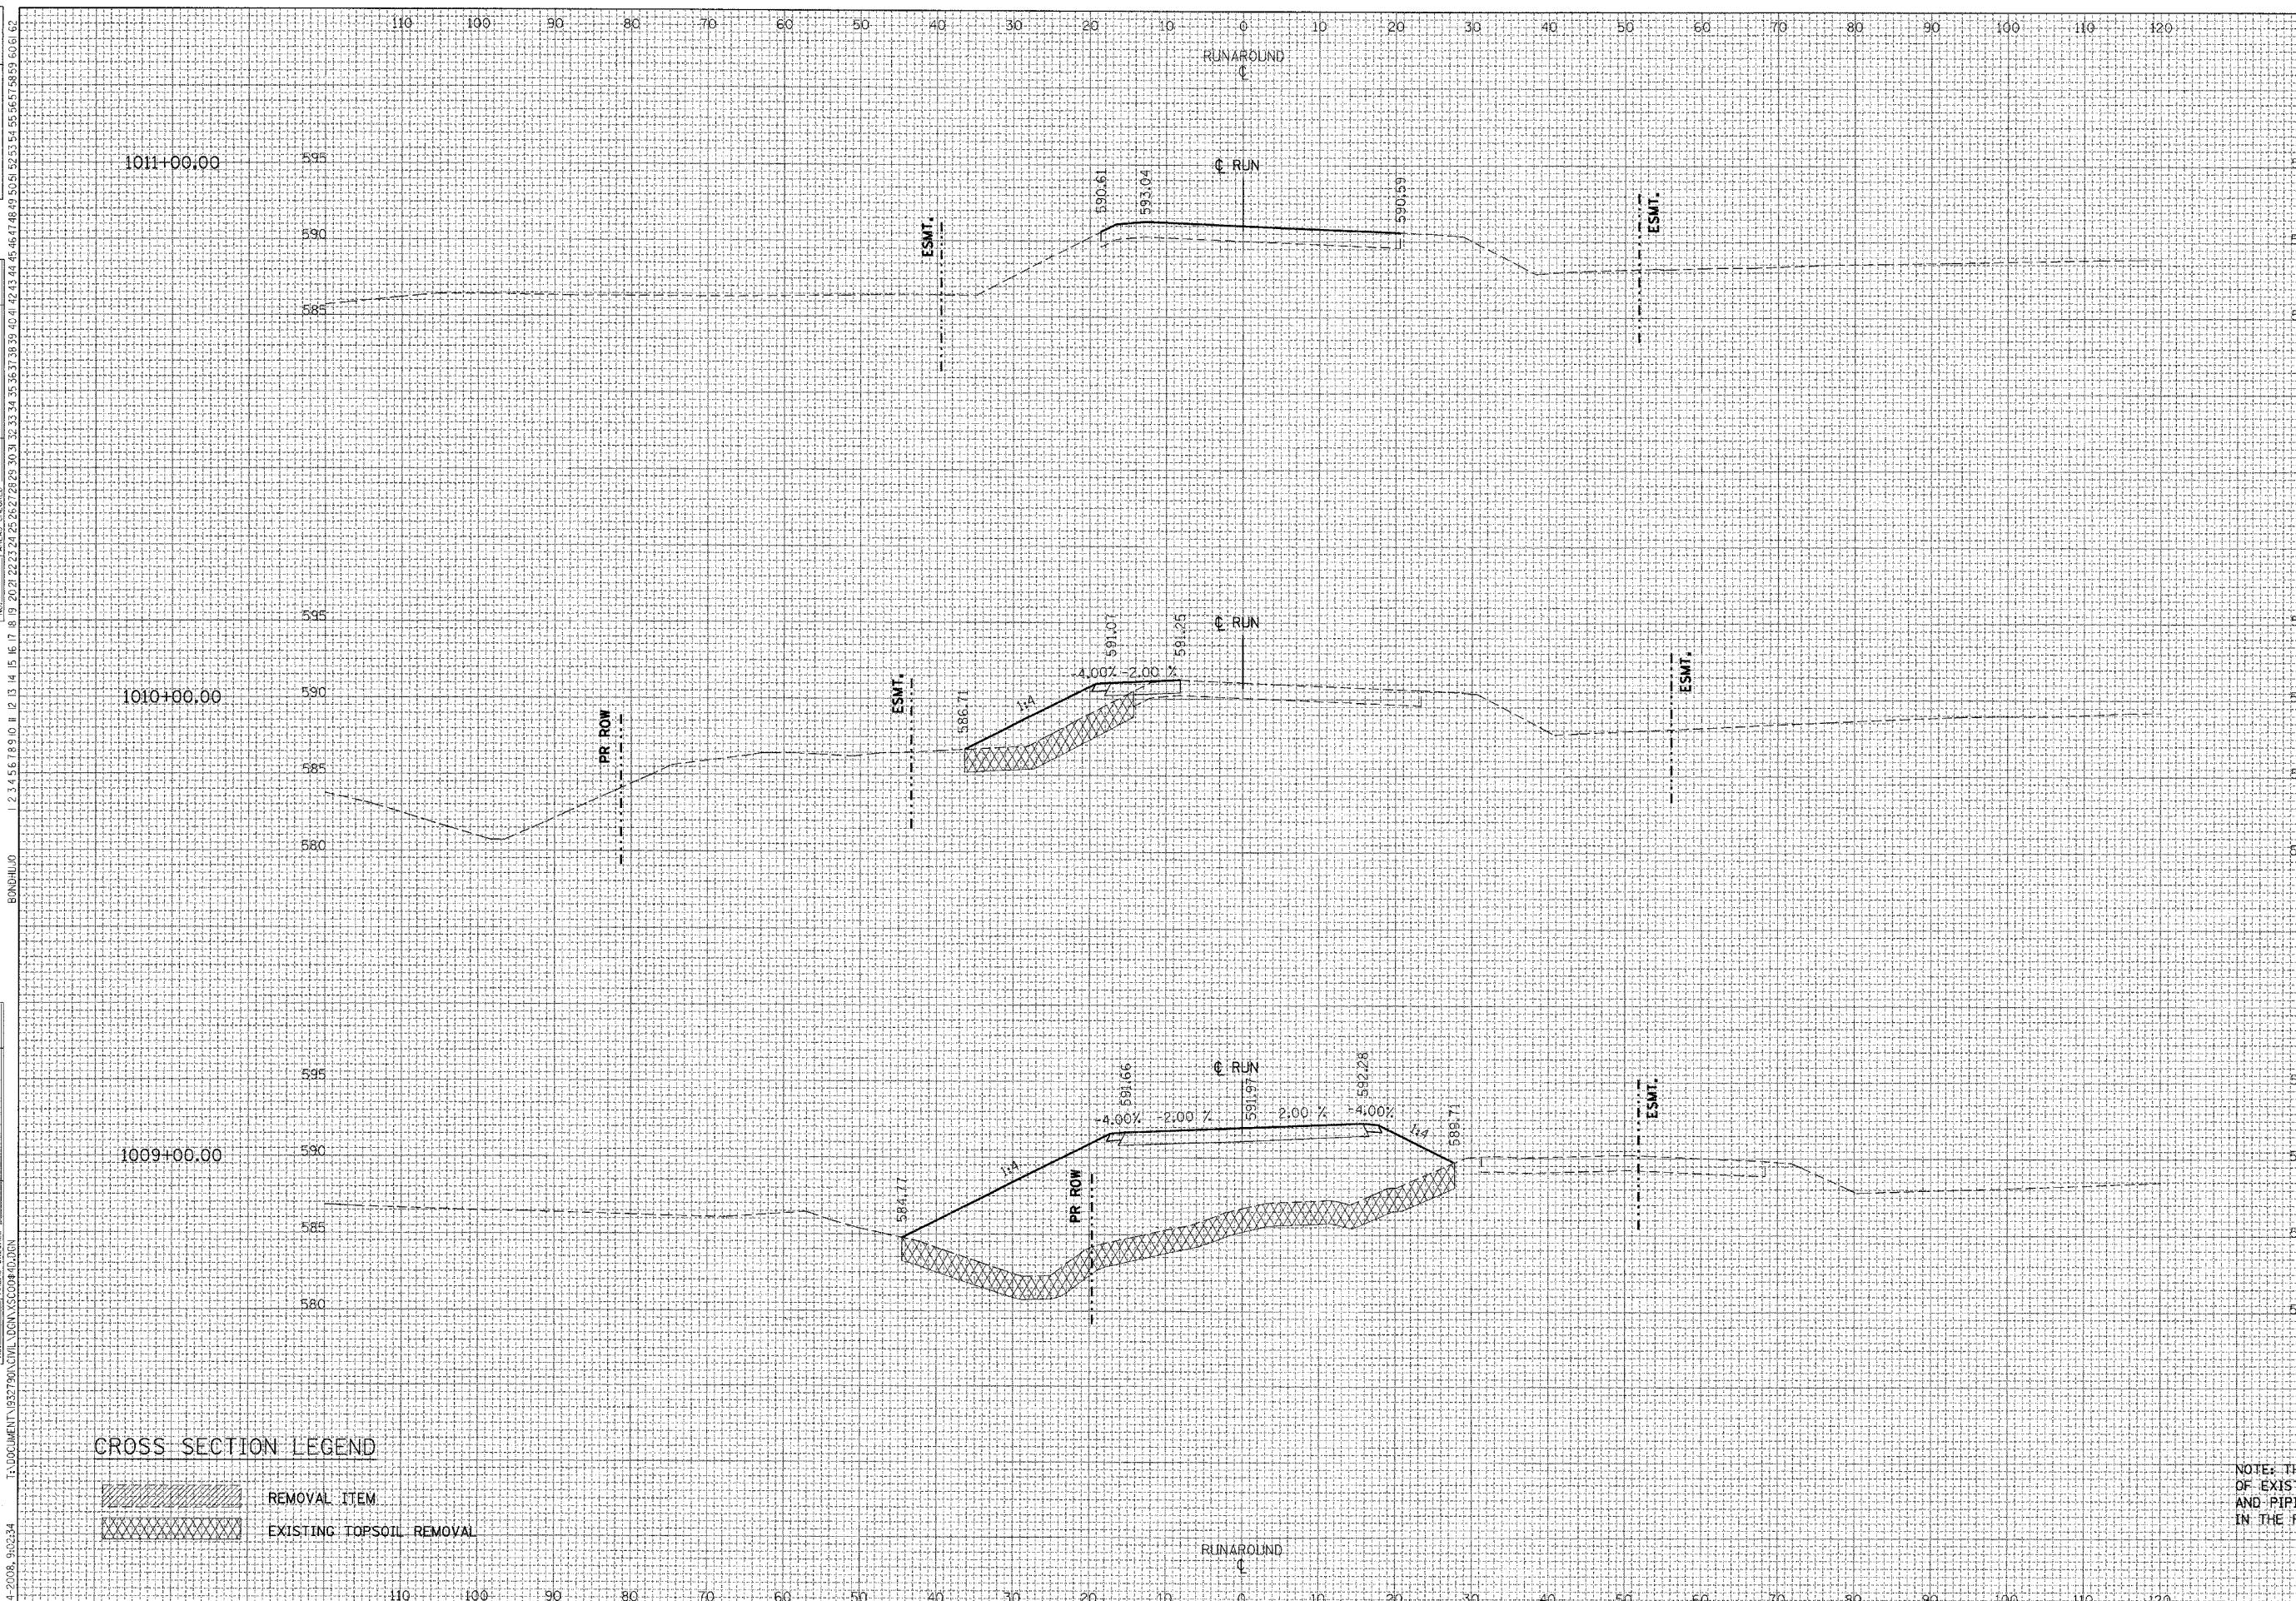 110 100 90 80 70 60 50 40 30 20 10 0 10 20 30 40 50 60 70 80 90 100 110 120
RUNAROUND
℄
1011+00.00
595
590
585
℄ RUN
590.61
593.04
590.59
ESMT.
ESMT.
1010+00.00
595
590
585
580
℄ RUN
586.71
591.07
591.25
-4.00%
-2.00 %
1:4
PR ROW
ESMT.
ESMT.
1009+00.00
595
590
585
580
℄ RUN
584.77
591.66
591.97
592.28
589.71
-4.00%
-2.00 %
2.00 %
-4.00%
1:4
1:4
PR ROW
ESMT.
CROSS SECTION LEGEND
REMOVAL ITEM
EXISTING TOPSOIL REMOVAL
NOTE:
OF
AND
IN THE
RUNAROUND
℄
110 100 90 80 70 60 50 40 30 20 10 0 10 20 30 40 50 60 70 80 90 100 110 120
BONDHUJO